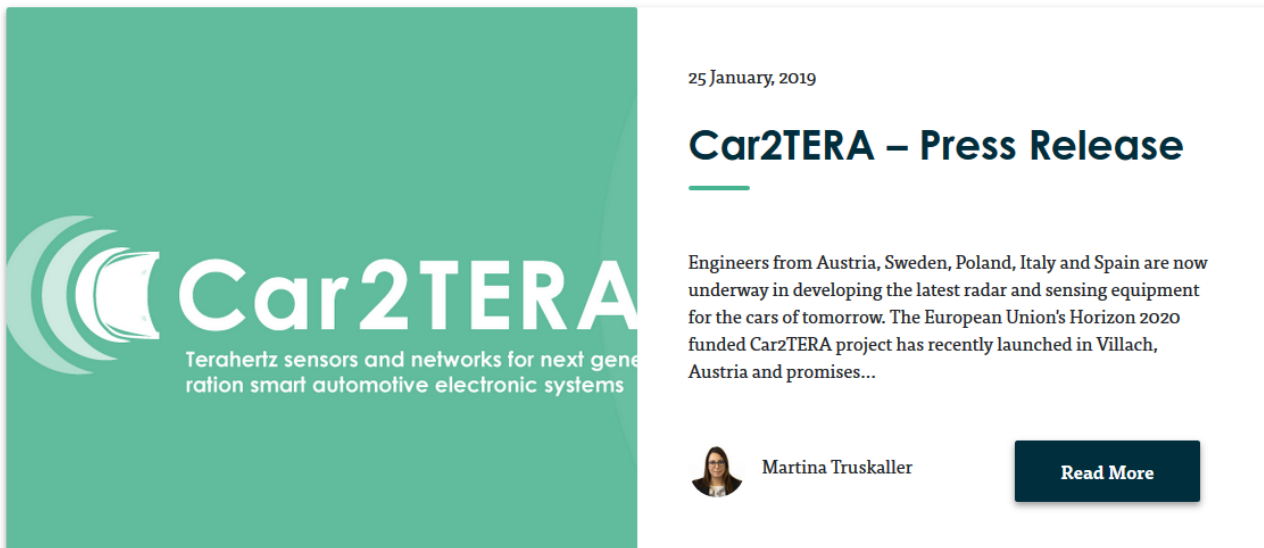 Car2TERA
Terahertz sensors and networks for next gene
ration smart automotive electronic systems
25 January, 2019
Car2TERA – Press Release
Engineers from Austria, Sweden, Poland, Italy and Spain are now
underway in developing the latest radar and sensing equipment
for the cars of tomorrow. The European Union's Horizon 2020
funded Car2TERA project has recently launched in Villach,
Austria and promises...
Martina Truskaller
Read More